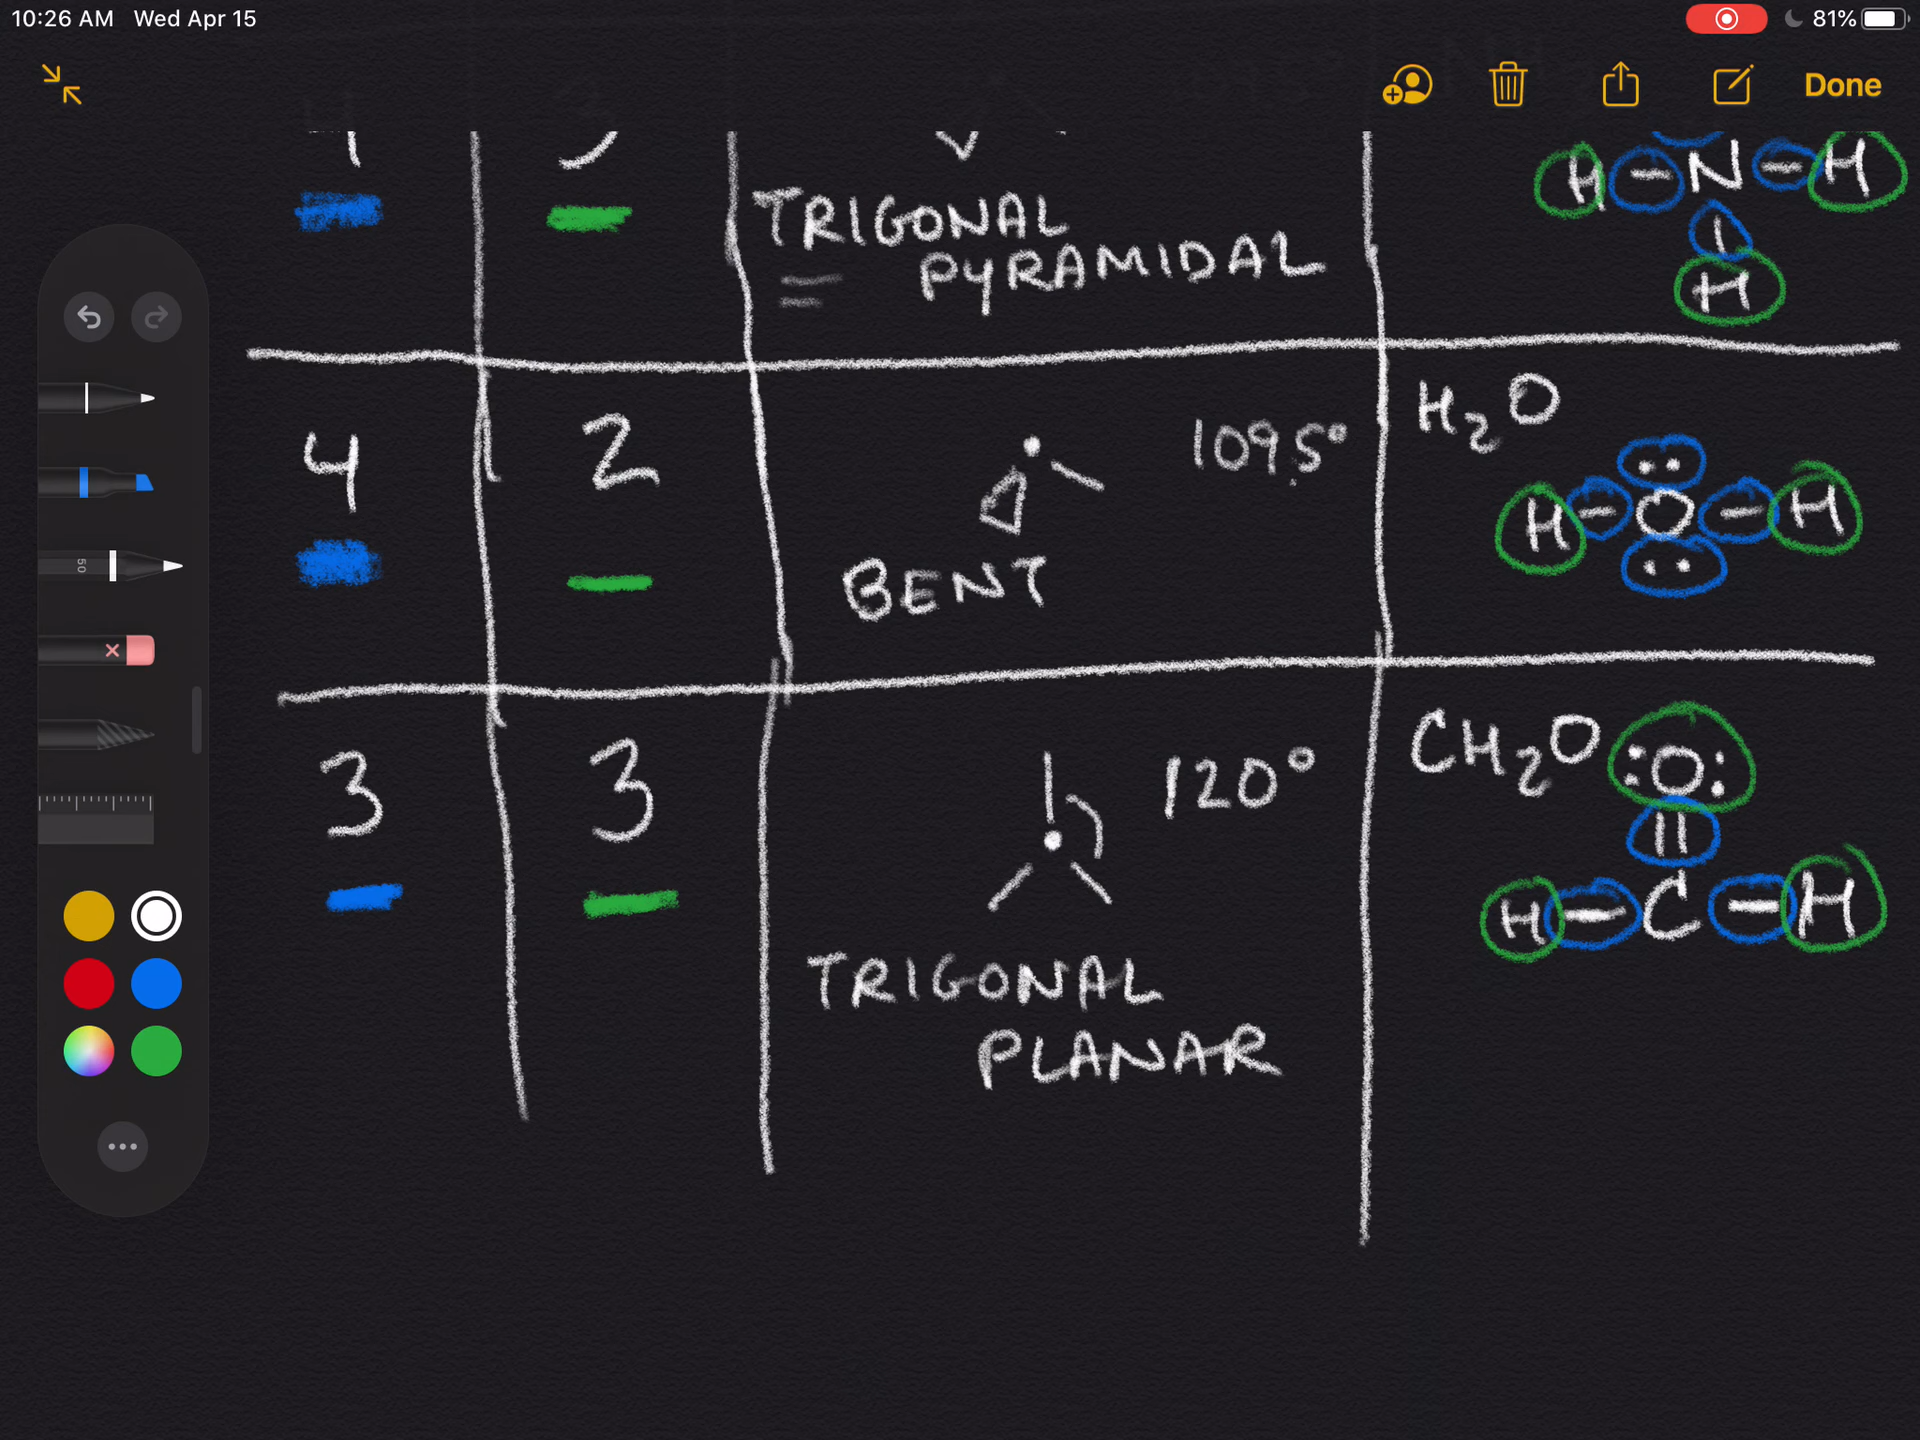 10:26 AM Wed Apr 15
81%
Done
TRIGONAL
PYRAMIDAL
H - N - H
H
4
2
109.5°
BENT
H2O
H - O - H
50
3
3
120°
TRIGONAL
PLANAR
CH2O
:O:
H - C - H